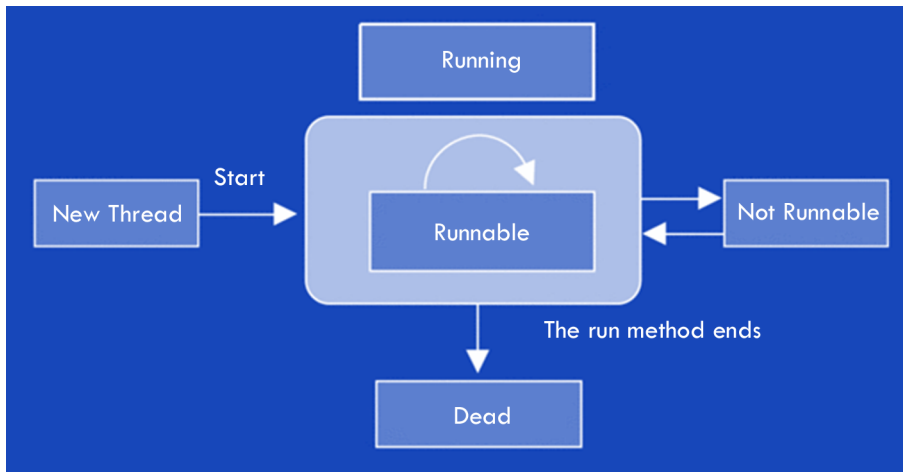 Running
Start
New Thread
Runnable
Not Runnable
The run method ends
Dead